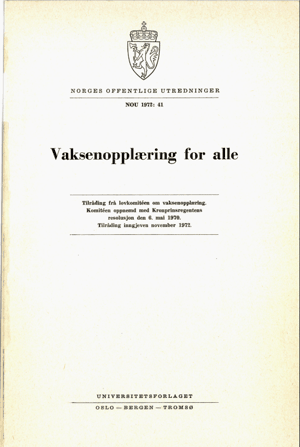 NORGES OFFENTLIGE UTREDNINGER
NOU 1972: 41
Vaksenopplæring for alle
Tilråding frå lovkomitéen om vaksenopplæring.
Komitéen oppnemd med Kronprinsregentens
resolusjon den 6. mai 1970.
Tilråding inngjeven november 1972.
UNIVERSITETSFORLAGET
OSLO — BERGEN — TROMSØ